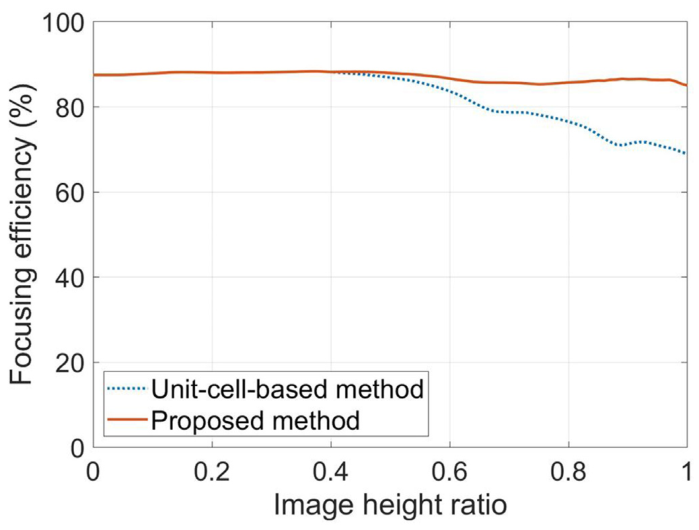 100
80
60
40
20
0
Focusing efficiency (%)
Unit-cell-based method
Proposed method
0 0.2 0.4 0.6 0.8 1
Image height ratio